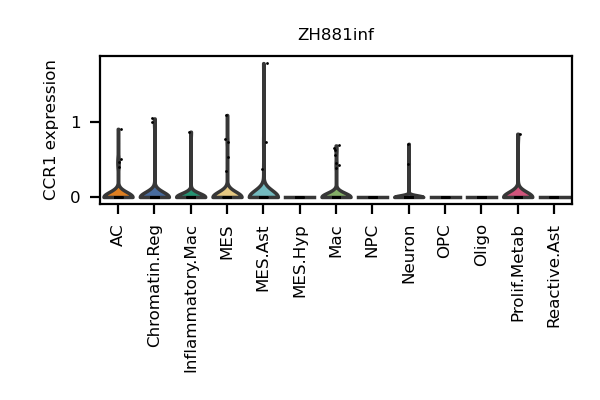 ZH881inf
CCR1 expression
1
0
AC
Chromatin.Reg
Inflammatory.Mac
MES
MES.Ast
MES.Hyp
Mac
NPC
Neuron
OPC
Oligo
Prolif.Metab
Reactive.Ast